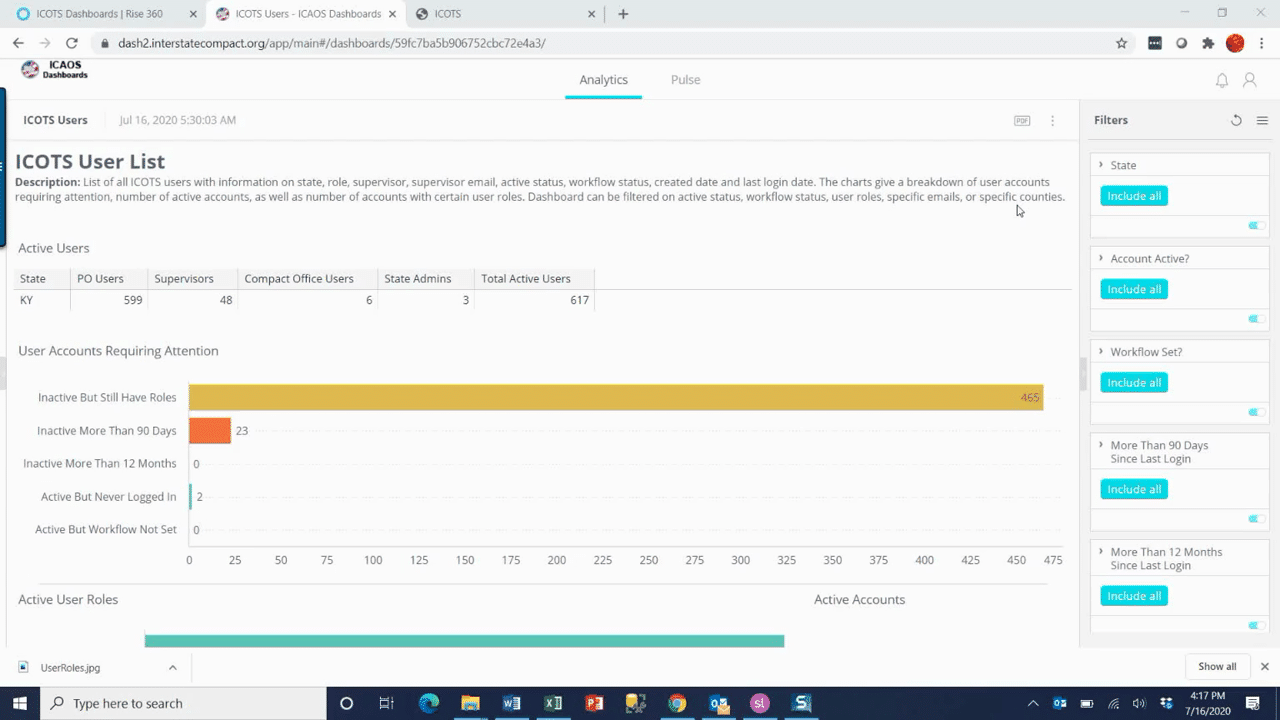 ICOTS Dashboards | Rise 360
ICOTS Users - ICAOS Dashboards
ICOTS
dash2.interstatecompact.org/app/main#/dashboards/59fc7ba5b906752cbc72e4a3/
ICAOS
Dashboards
Analytics
Pulse
ICOTS Users
Jul 16, 2020 5:30:03 AM
PDF
Filters
ICOTS User List
Description: List of all ICOTS users with information on state, role, supervisor, supervisor email, active status, workflow status, created date and last login date. The charts give a breakdown of user accounts
requiring attention, number of active accounts, as well as number of accounts with certain user roles. Dashboard can be filtered on active status, workflow status, user roles, specific emails, or specific counties.
Active Users
State PO Users Supervisors Compact Office Users State Admins Total Active Users
KY 599 48 6 3 617
User Accounts Requiring Attention
Inactive But Still Have Roles 465
Inactive More Than 90 Days 23
Inactive More Than 12 Months 0
Active But Never Logged In 2
Active But Workflow Not Set 0
0 25 50 75 100 125 150 175 200 225 250 275 300 325 350 375 400 425 450 475
Active User Roles
Active Accounts
State
Include all
Account Active?
Include all
Workflow Set?
Include all
More Than 90 Days
Since Last Login
Include all
More Than 12 Months
Since Last Login
Include all
UserRoles.jpg
Show all
Type here to search
4:17 PM
7/16/2020